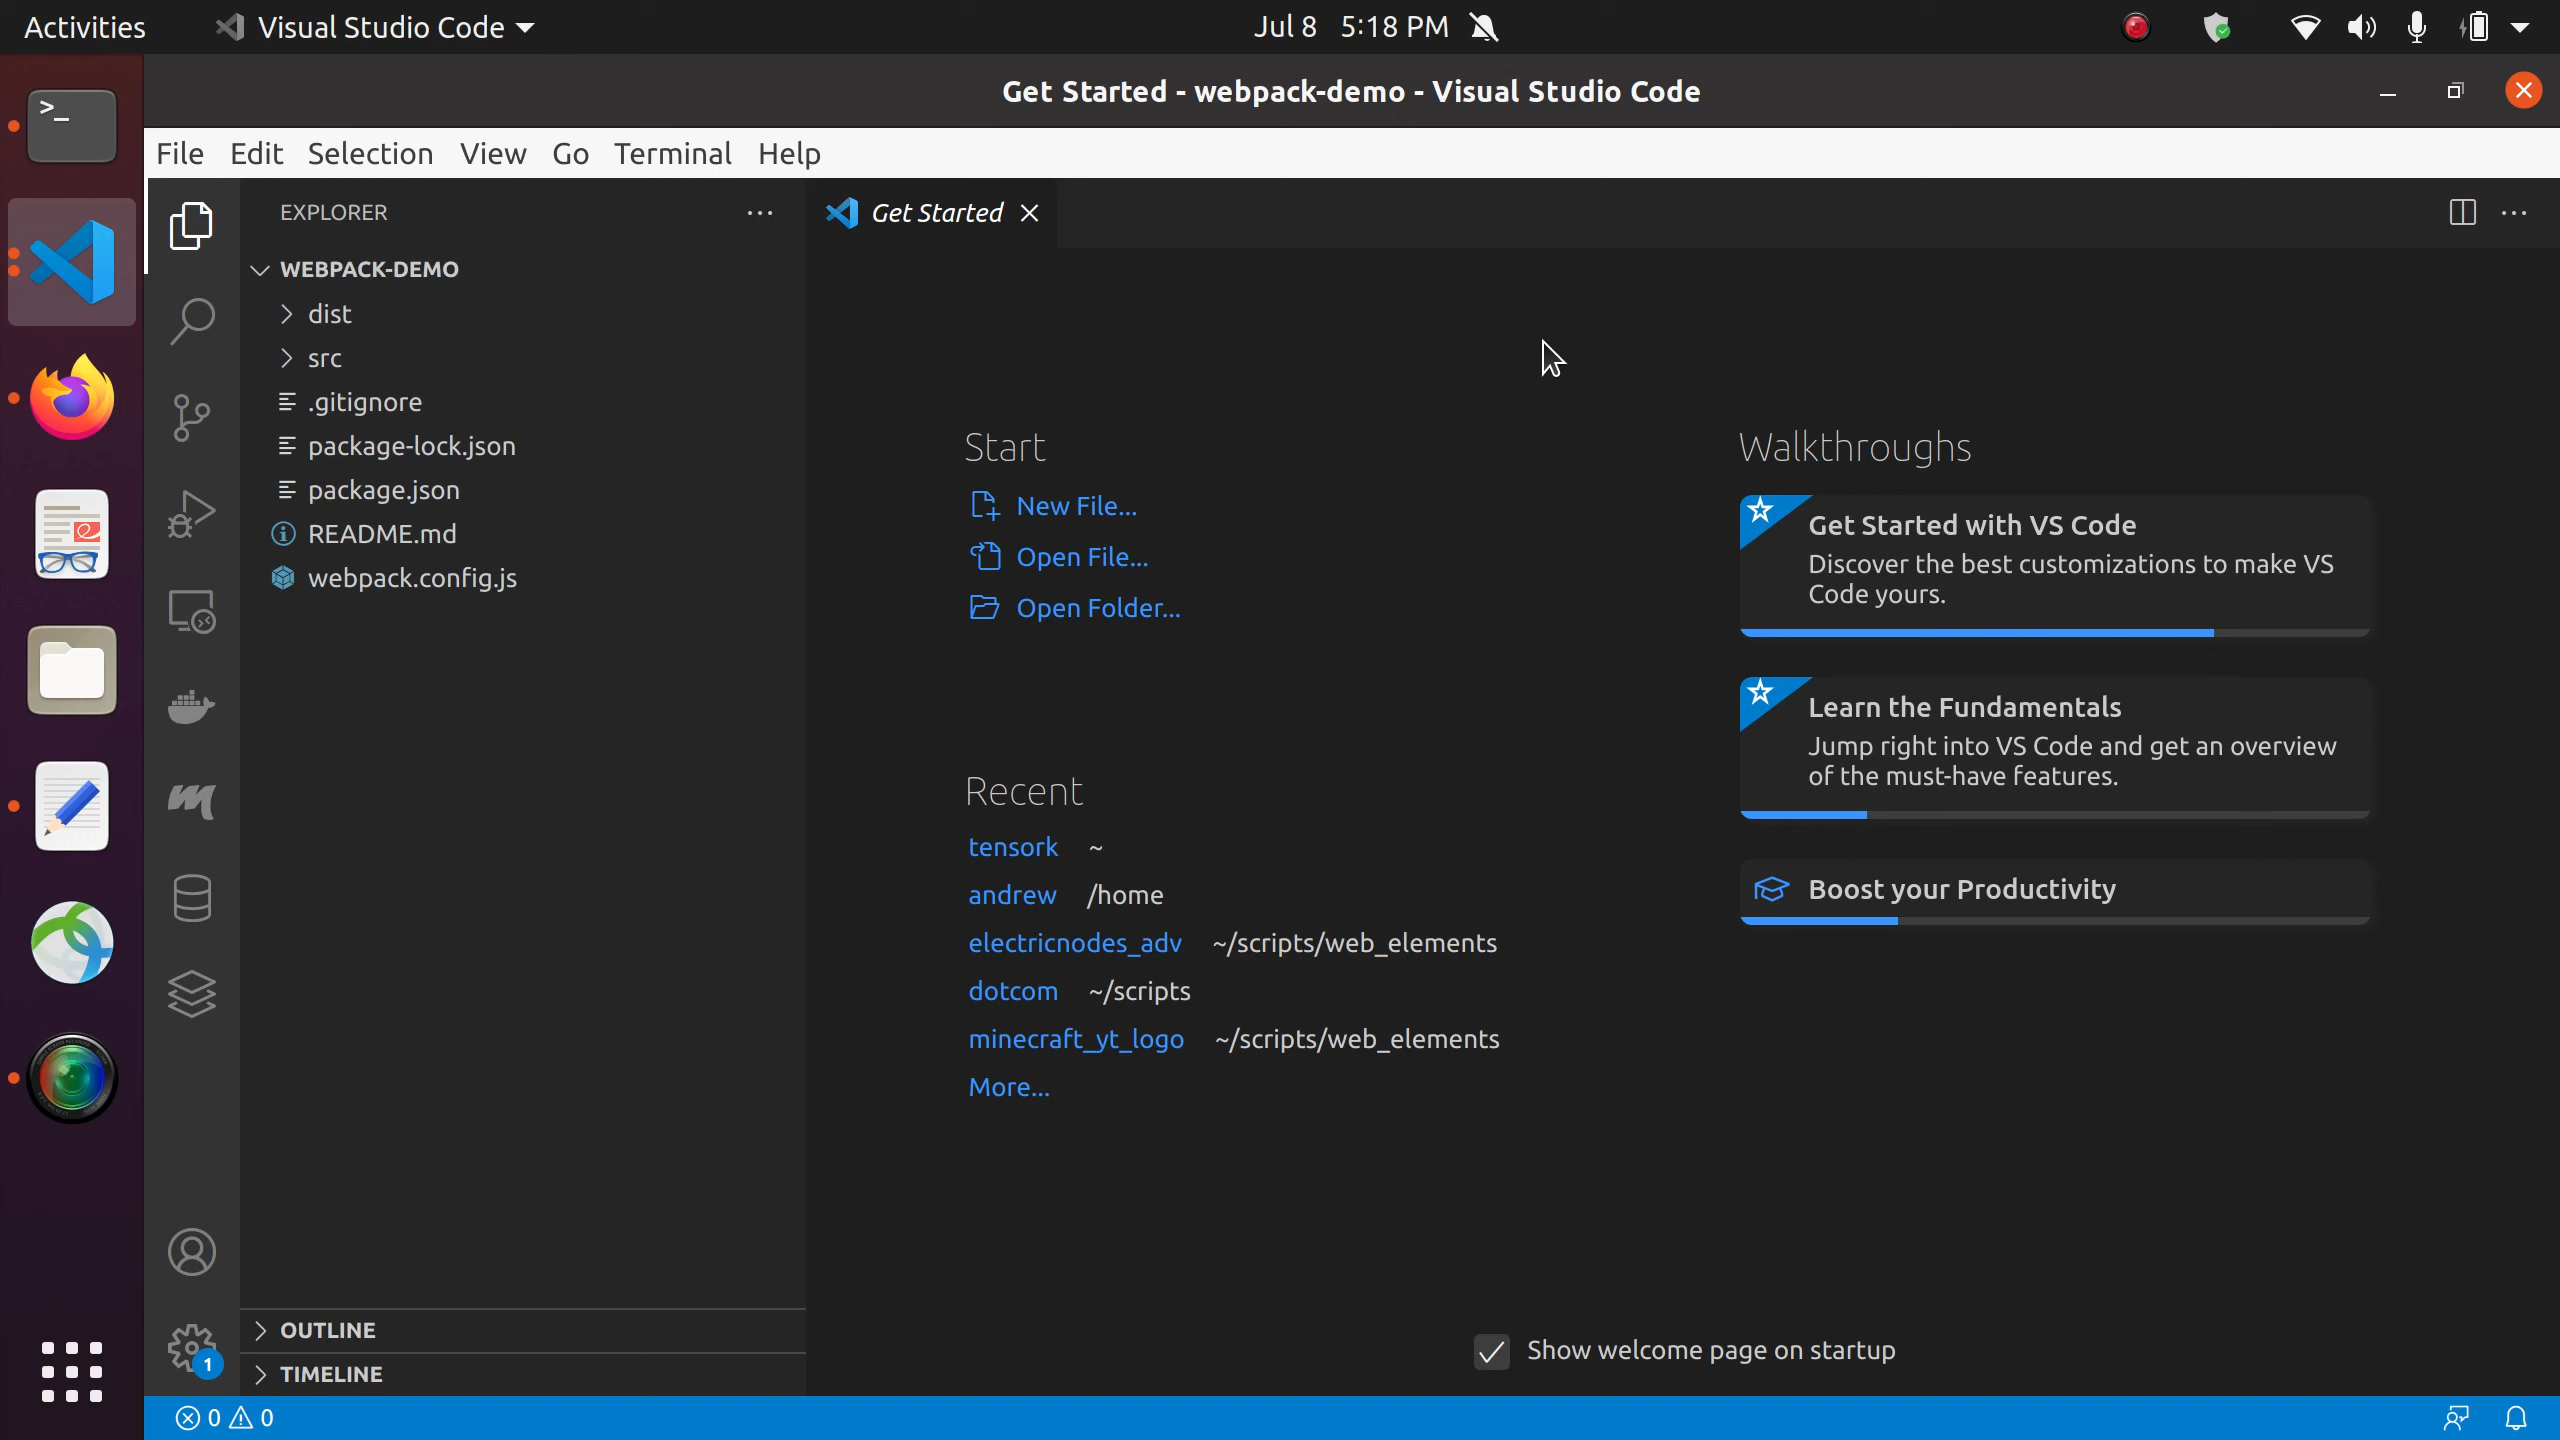 Activities
Visual Studio Code
Jul 8 5:18 PM
Get Started - webpack-demo - Visual Studio Code
File Edit Selection View Go Terminal Help
EXPLORER
WEBPACK-DEMO
dist
src
.gitignore
package-lock.json
package.json
README.md
webpack.config.js
OUTLINE
TIMELINE
1
Get Started
Start
New File...
Open File...
Open Folder...
Recent
tensork ~
andrew /home
electricnodes_adv ~/scripts/web_elements
dotcom ~/scripts
minecraft_yt_logo ~/scripts/web_elements
More...
Walkthroughs
Get Started with VS Code
Discover the best customizations to make VS
Code yours.
Learn the Fundamentals
Jump right into VS Code and get an overview
of the must-have features.
Boost your Productivity
Show welcome page on startup
0 0